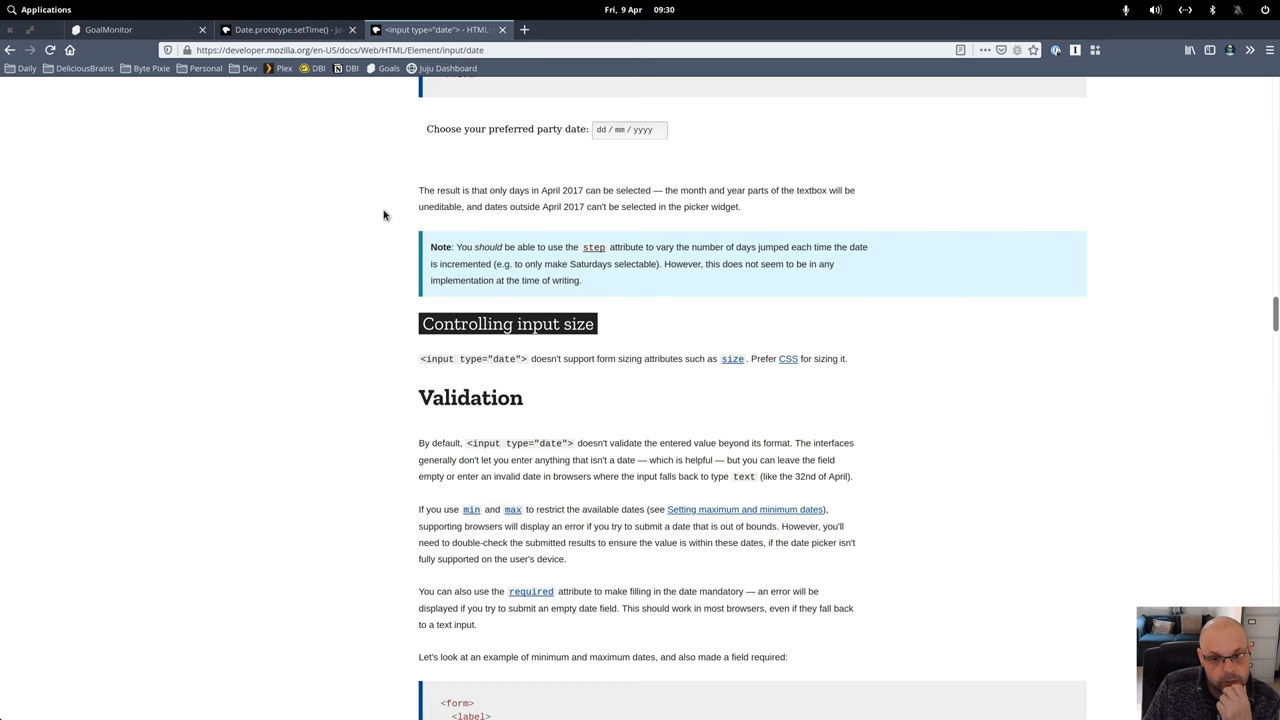 Applications
Fri, 9 Apr 09:30
GoalMonitor
Date.prototype.setTime() - Jav
<input type="date"> - HTML:
https://developer.mozilla.org/en-US/docs/Web/HTML/Element/input/date
Daily DeliciousBrains Byte Pixie Personal Dev Plex DBI DBI Goals Juju Dashboard
Choose your preferred party date: dd / mm / yyyy
The result is that only days in April 2017 can be selected — the month and year parts of the textbox will be
uneditable, and dates outside April 2017 can't be selected in the picker widget.
Note: You should be able to use the step attribute to vary the number of days jumped each time the date
is incremented (e.g. to only make Saturdays selectable). However, this does not seem to be in any
implementation at the time of writing.
Controlling input size
<input type="date"> doesn't support form sizing attributes such as size. Prefer CSS for sizing it.
Validation
By default, <input type="date"> doesn't validate the entered value beyond its format. The interfaces
generally don't let you enter anything that isn't a date — which is helpful — but you can leave the field
empty or enter an invalid date in browsers where the input falls back to type text (like the 32nd of April).
If you use min and max to restrict the available dates (see Setting maximum and minimum dates),
supporting browsers will display an error if you try to submit a date that is out of bounds. However, you'll
need to double-check the submitted results to ensure the value is within these dates, if the date picker isn't
fully supported on the user's device.
You can also use the required attribute to make filling in the date mandatory — an error will be
displayed if you try to submit an empty date field. This should work in most browsers, even if they fall back
to a text input.
Let's look at an example of minimum and maximum dates, and also made a field required:
<form>
<label>